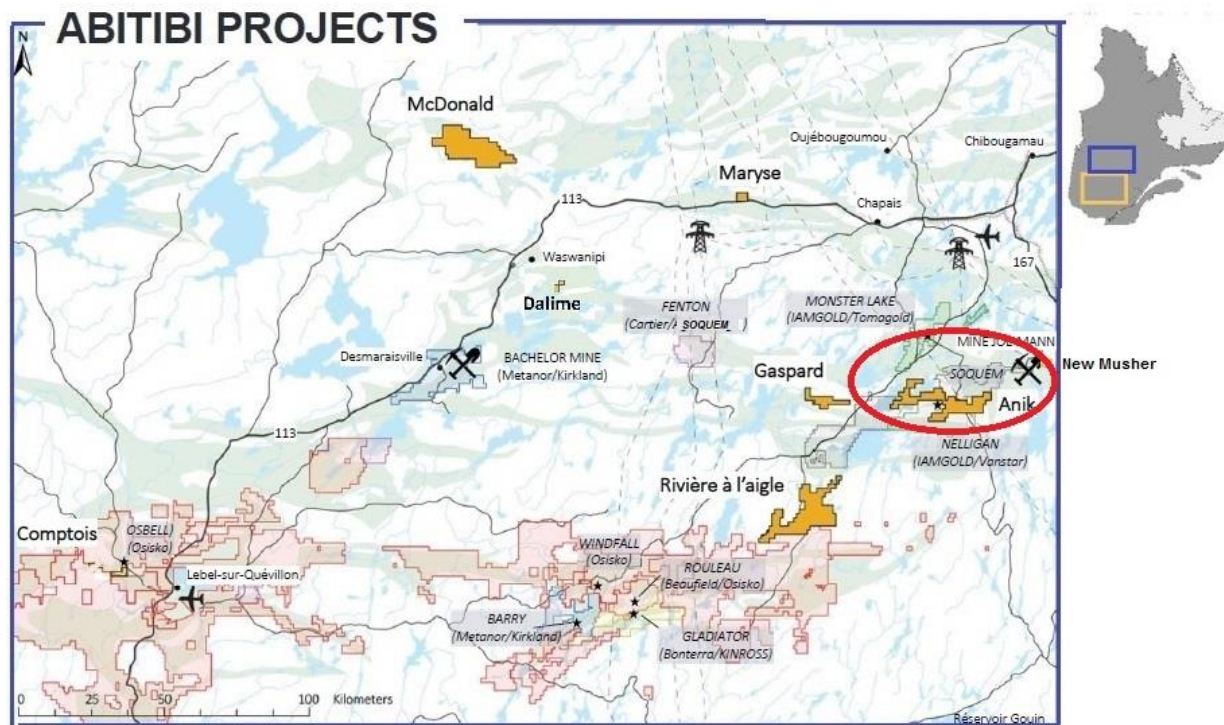 ABITIBI PROJECTS
N
McDonald
Oujébougoumou
Chibougamau
Maryse
113
Chapais
Waswanipi
167
Dalime
FENTON
(Cartier/ SOQUEM )
MONSTER LAKE
(IAMGOLD/Tomagold)
MINE JOE MANN
New Musher
Desmaraisville
BACHELOR MINE
(Metanor/Kirkland)
Gaspard
SOQUEM
Anik
113
NELLIGAN
(IAMGOLD/Vanstar)
Rivière à l'aigle
Comptois
OSBELL
(Osisko)
WINDFALL
(Osisko)
ROULEAU
(Beaufield/Osisko)
Lebel-sur-Quévillon
BARRY
(Metanor/Kirkland)
GLADIATOR
(Bonterra/KINROSS)
0 25 50 100 Kilometers
Réservoir Gouin